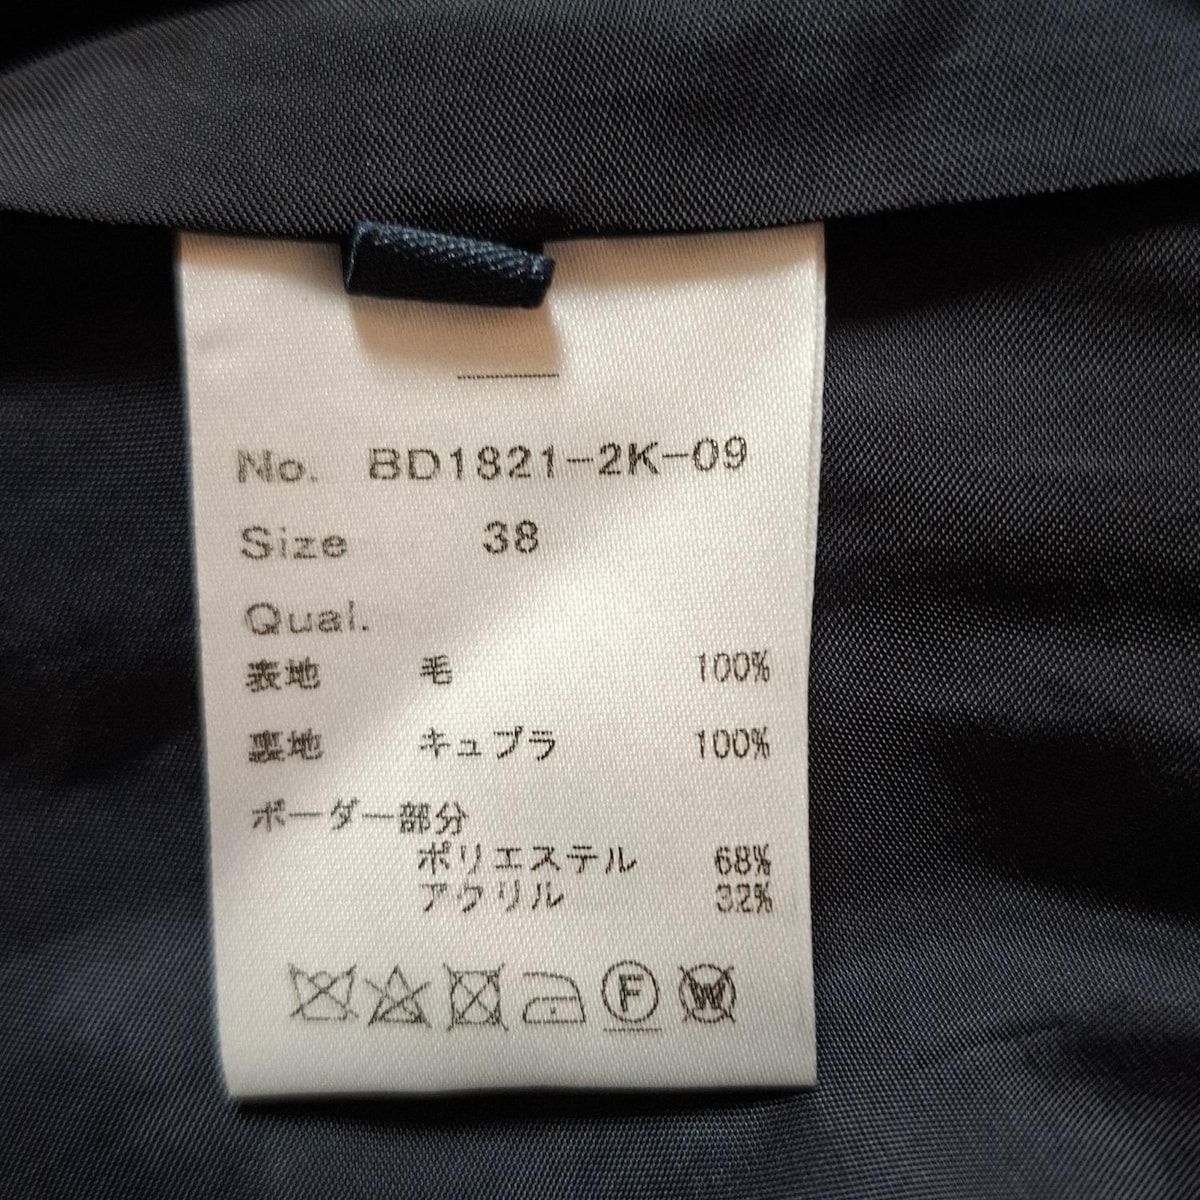 No. BD1821-2K-09
Size 38
Qual.
表地 毛 100%
裏地 キュプラ 100%
ボーダー部分
ポリエステル 68%
アクリル 32%
F W